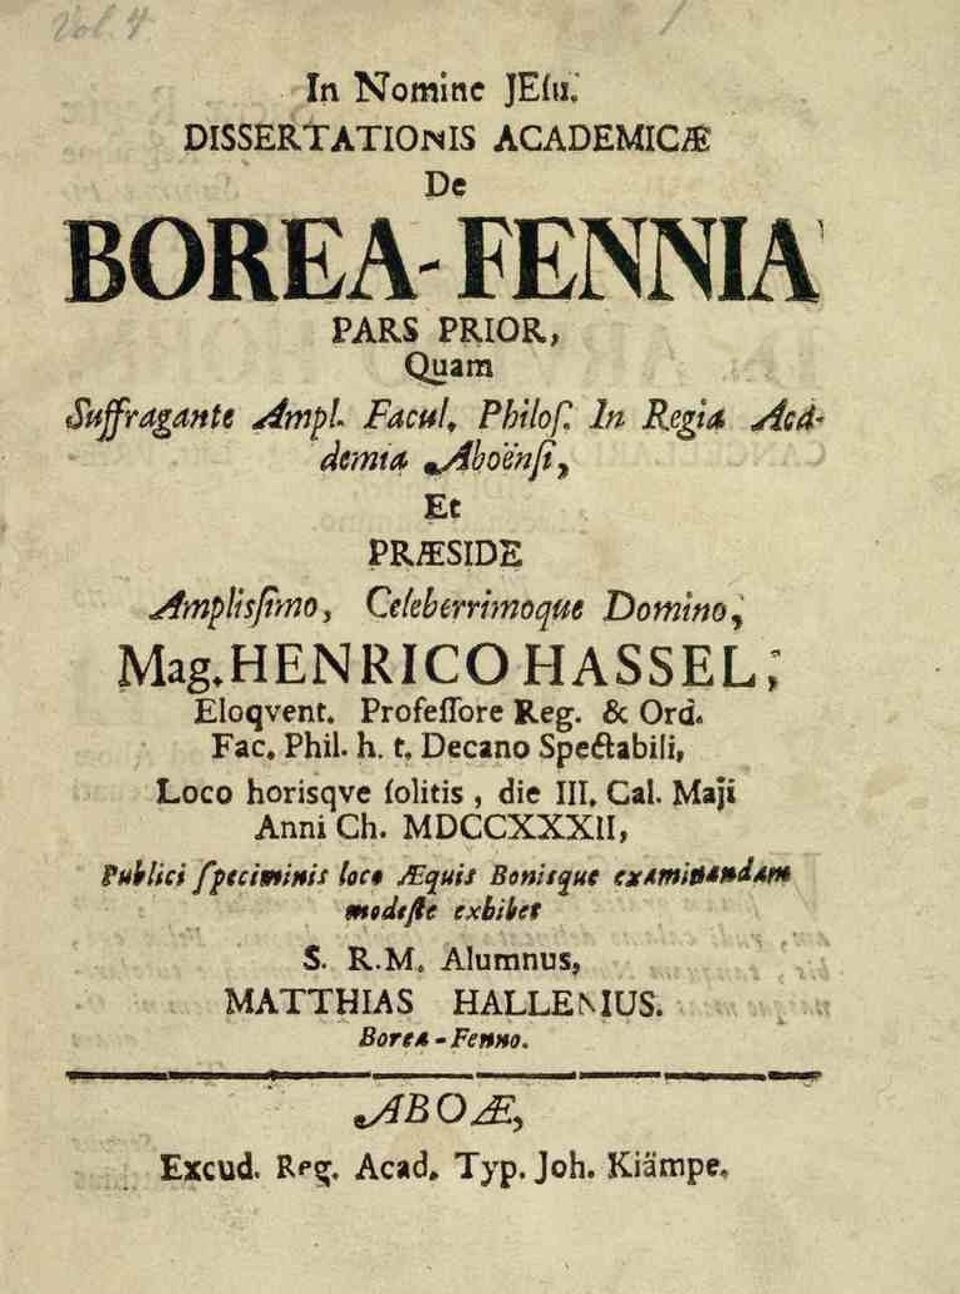 Vol. 4
In Nomine JEſu.
DISSERTATIONIS ACADEMICÆ
De
BOREA-FENNIA
PARS PRIOR,
Quam
Suffragante Ampl. Facul. Philoſ. In Regia Aca-
demia Aboënſi,
Et
PRÆSIDE
Amplisſimo, Celeberrimoque Domino,
Mag. HENRICO HASSEL,
Eloqvent. Profeſſore Reg. & Ord.
Fac. Phil. h. t. Decano Spectabili,
Loco horisqve ſolitis, die III. Cal. Maji
Anni Ch. MDCCXXXII,
Publici ſpeciminis loco Æquis Bonisque examinandam
modeſte exhibet
S. R. M. Alumnus,
MATTHIAS HALLENIUS.
Borea-Fenno.
ABOÆ,
Excud. Reg. Acad. Typ. Joh. Kiämpe.